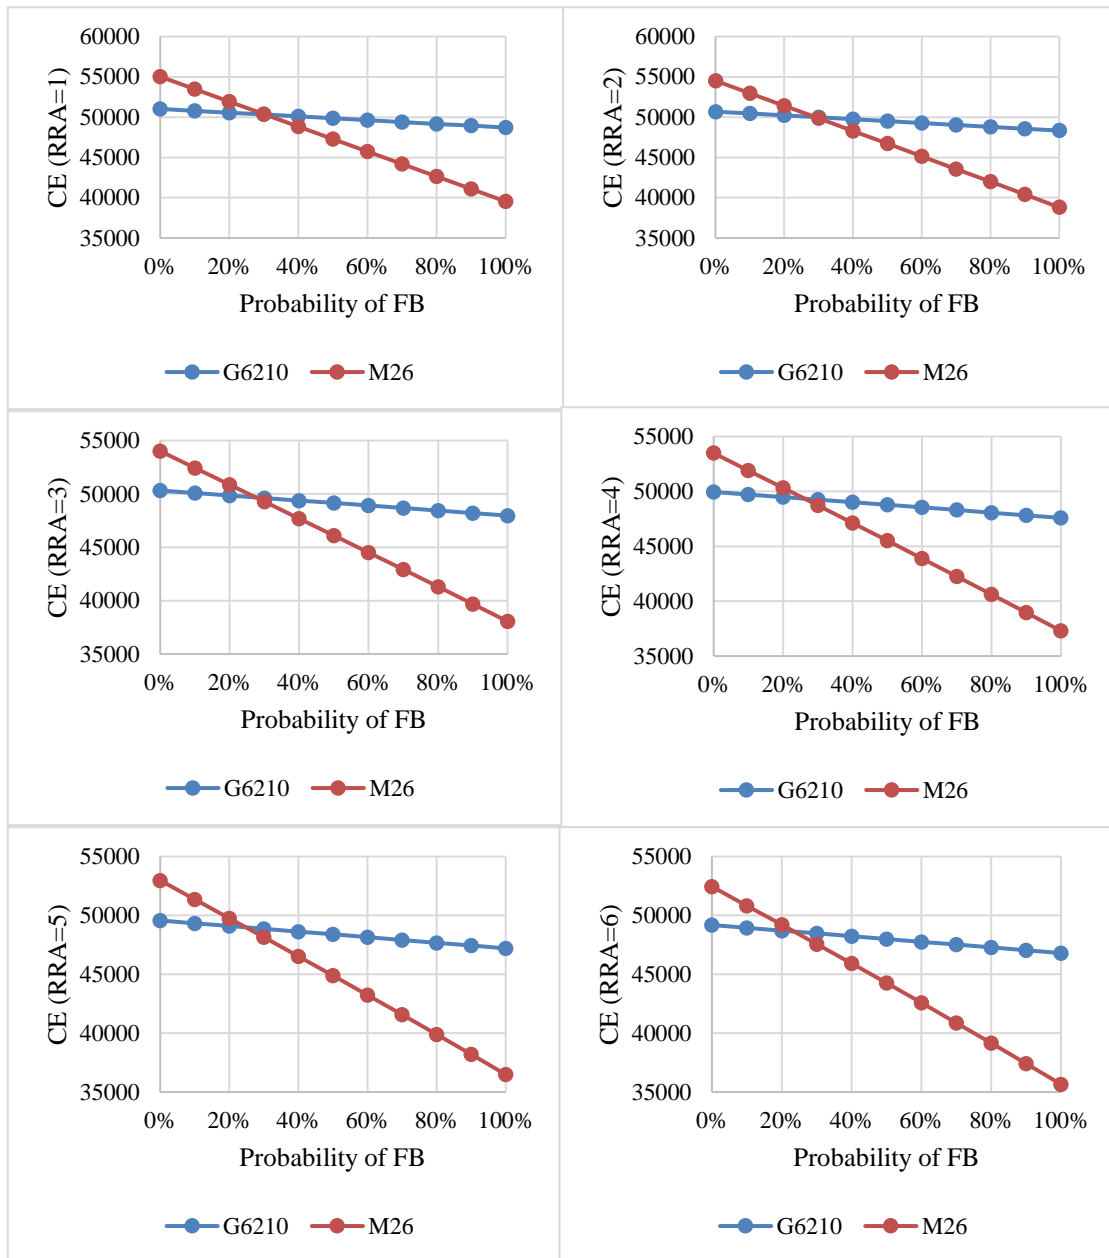 60000
55000
50000
45000
40000
35000
CE (RRA=1)
0% 20% 40% 60% 80% 100%
Probability of FB
G6210 M26
60000
55000
50000
45000
40000
35000
CE (RRA=2)
0% 20% 40% 60% 80% 100%
Probability of FB
G6210 M26
55000
50000
45000
40000
35000
CE (RRA=3)
0% 20% 40% 60% 80% 100%
Probability of FB
G6210 M26
55000
50000
45000
40000
35000
CE (RRA=4)
0% 20% 40% 60% 80% 100%
Probability of FB
G6210 M26
55000
50000
45000
40000
35000
CE (RRA=5)
0% 20% 40% 60% 80% 100%
Probability of FB
G6210 M26
55000
50000
45000
40000
35000
CE (RRA=6)
0% 20% 40% 60% 80% 100%
Probability of FB
G6210 M26